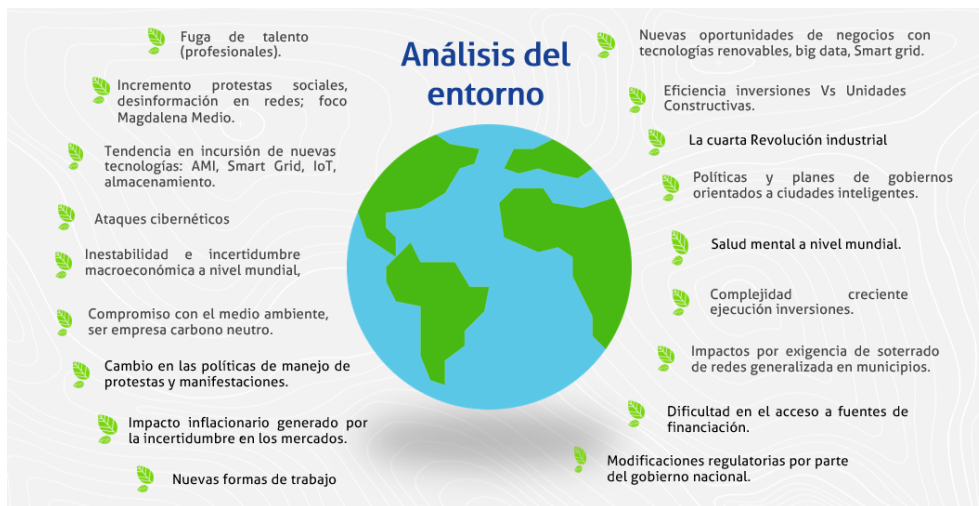 Análisis del
entorno
Fuga de talento
(profesionales).
Incremento protestas sociales,
desinformación en redes; foco
Magdalena Medio.
Tendencia en incursión de nuevas
tecnologías: AMI, Smart Grid, IoT,
almacenamiento.
Ataques cibernéticos
Inestabilidad e incertidumbre
macroeconómica a nivel mundial,
Compromiso con el medio ambiente,
ser empresa carbono neutro.
Cambio en las políticas de manejo de
protestas y manifestaciones.
Impacto inflacionario generado por
la incertidumbre en los mercados.
Nuevas formas de trabajo
Nuevas oportunidades de negocios con
tecnologías renovables, big data, Smart grid.
Eficiencia inversiones Vs Unidades
Constructivas.
La cuarta Revolución industrial
Políticas y planes de gobiernos
orientados a ciudades inteligentes.
Salud mental a nivel mundial.
Complejidad creciente
ejecución inversiones.
Impactos por exigencia de soterrado
de redes generalizada en municipios.
Dificultad en el acceso a fuentes de
financiación.
Modificaciones regulatorias por parte
del gobierno nacional.